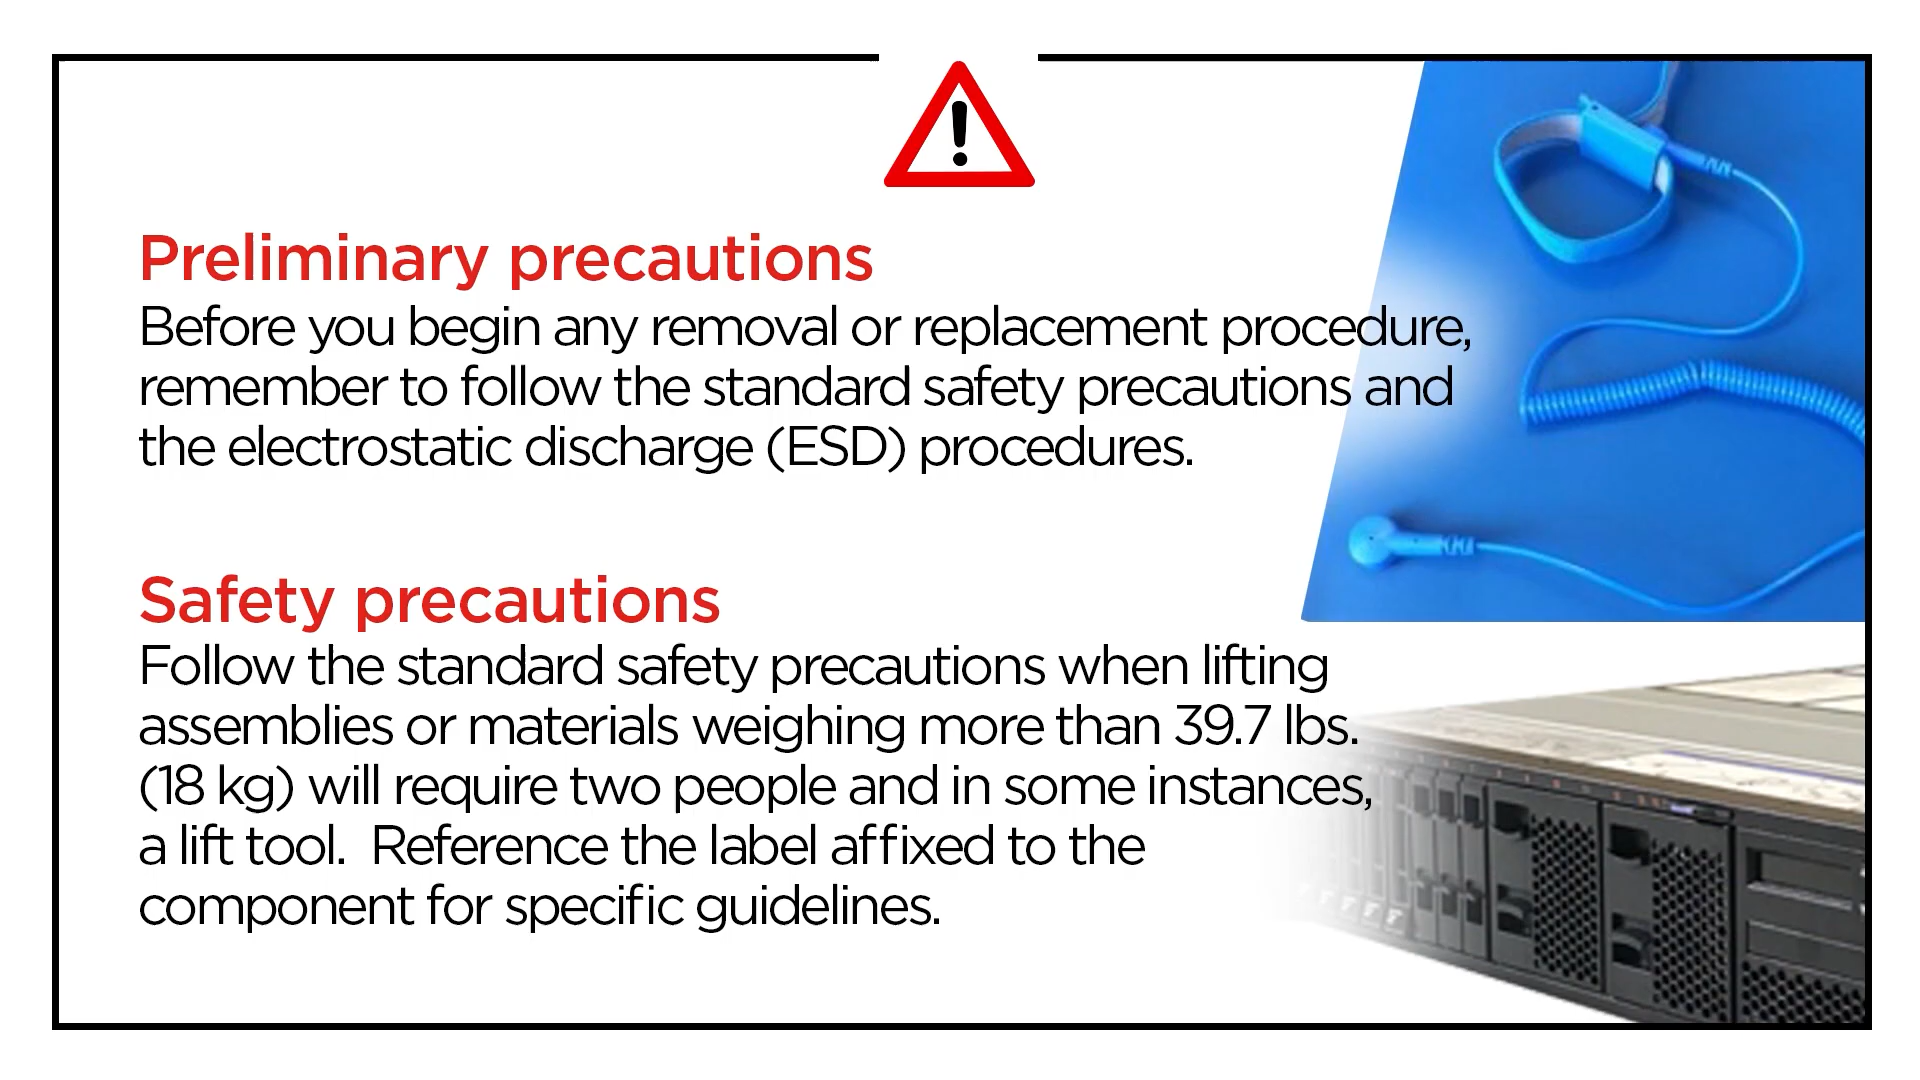 Preliminary precautions
Before you begin any removal or replacement procedure,
remember to follow the standard safety precautions and
the electrostatic discharge (ESD) procedures.
Safety precautions
Follow the standard safety precautions when lifting
assemblies or materials weighing more than 39.7 lbs.
(18 kg) will require two people and in some instances,
a lift tool.  Reference the label affixed to the
component for specific guidelines.